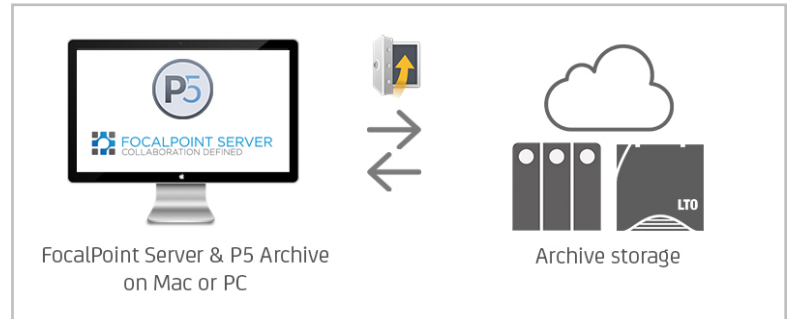 P5
FOCALPOINT SERVER
COLLABORATION DEFINED
LTO
FocalPoint Server & P5 Archive
on Mac or PC
Archive storage